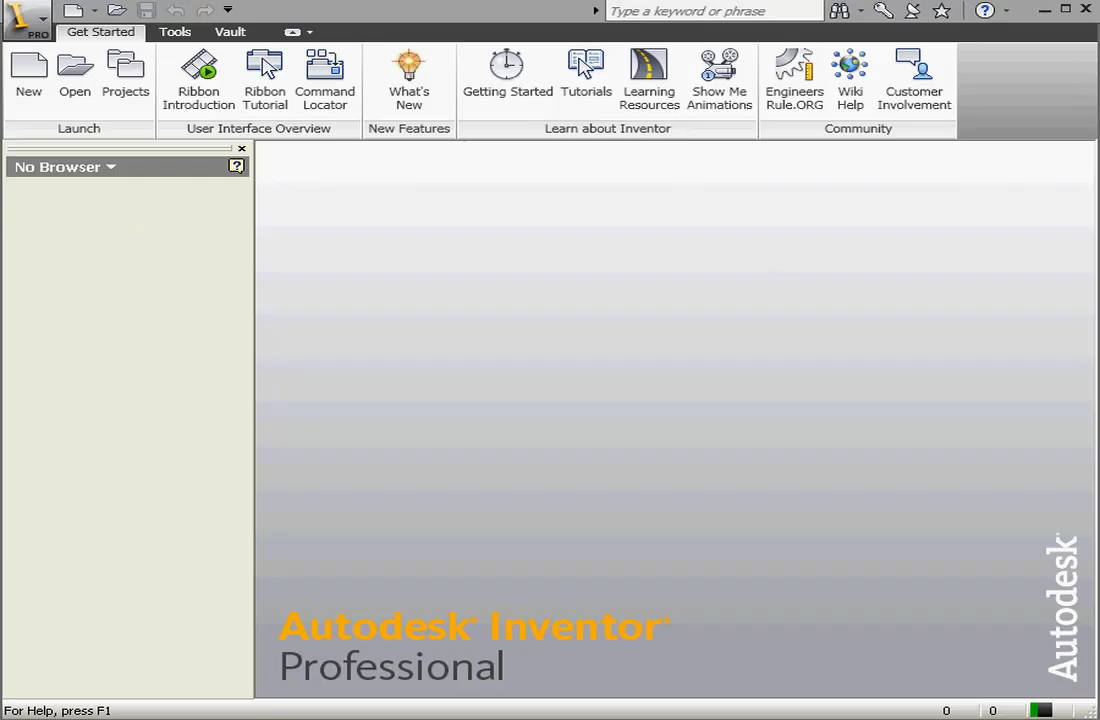 PRO
Type a keyword or phrase
Get Started Tools Vault
New Open Projects Ribbon Introduction Ribbon Tutorial Command Locator What's New Getting Started Tutorials Learning Resources Show Me Animations Engineers Rule.ORG Wiki Help Customer Involvement
Launch User Interface Overview New Features Learn about Inventor Community
No Browser
Autodesk
Autodesk Inventor
Professional
For Help, press F1 0 0